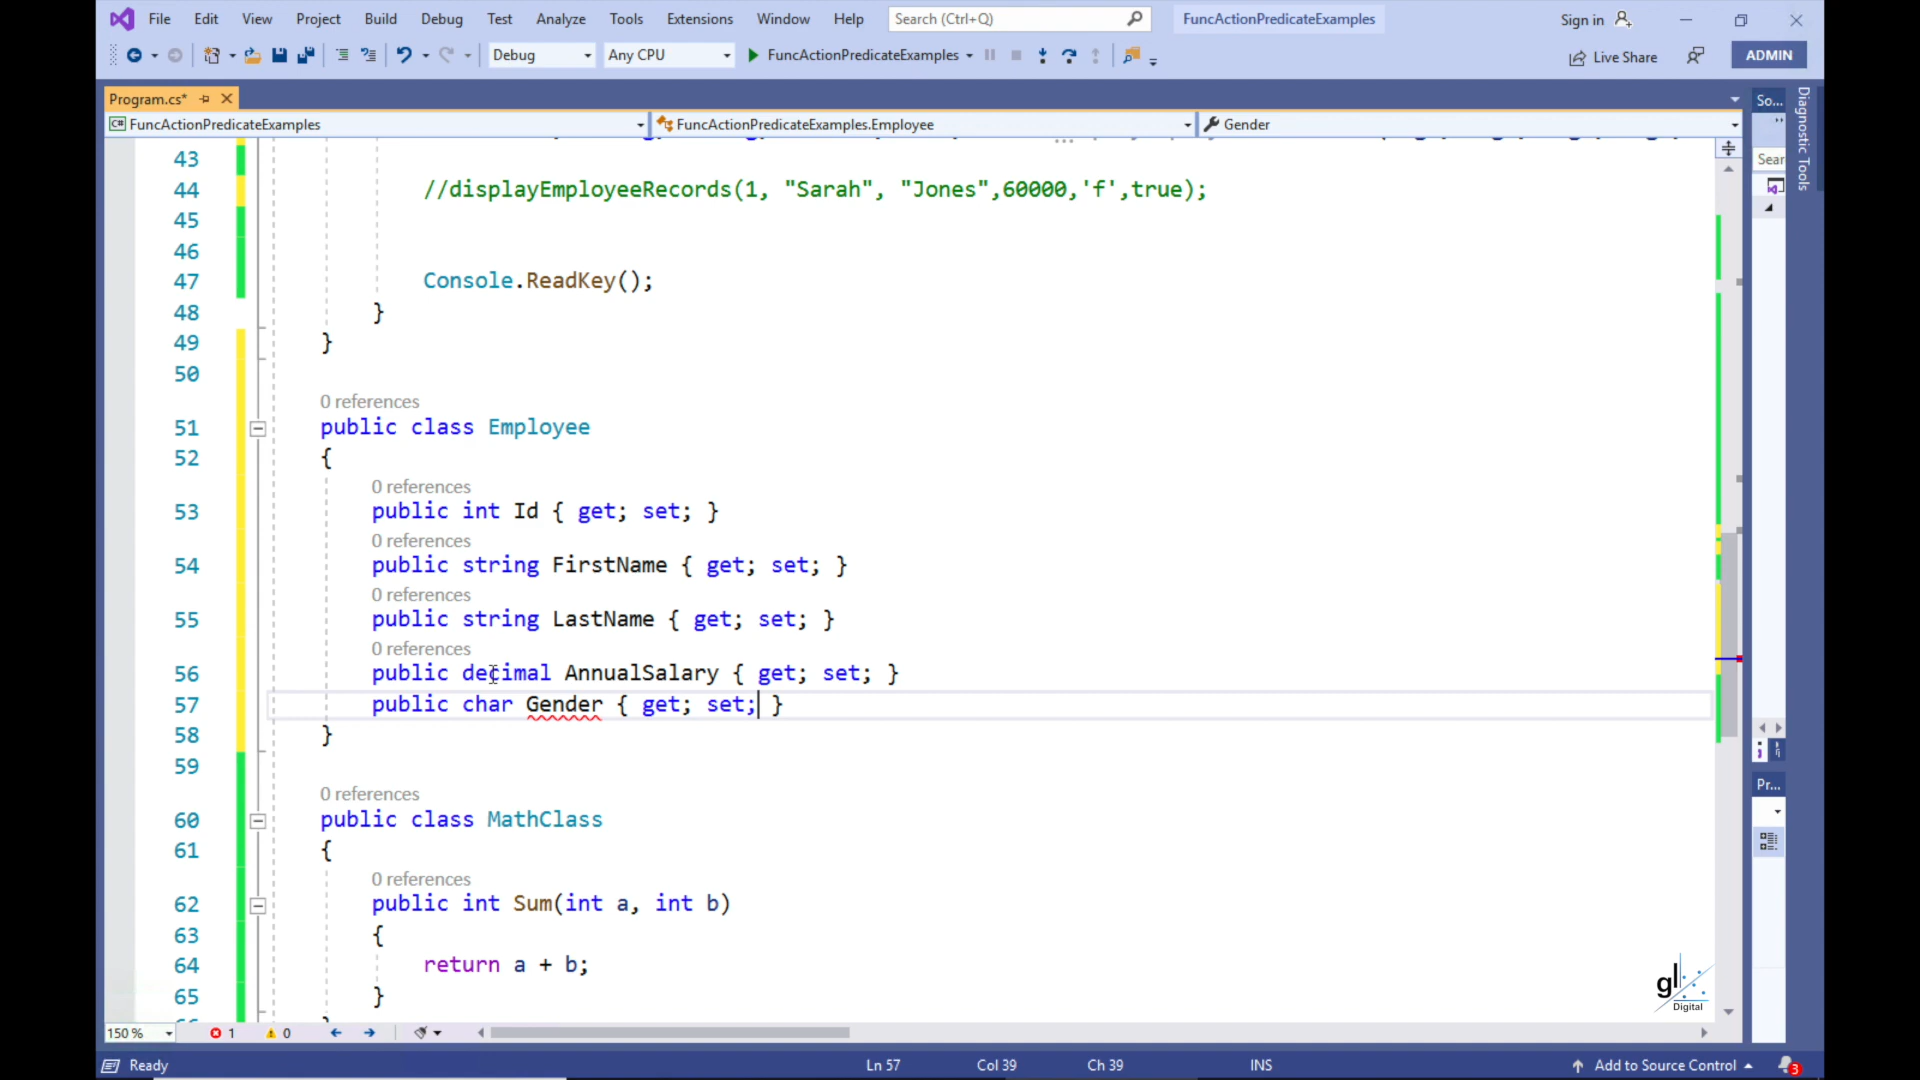 File Edit View Project Build Debug Test Analyze Tools Extensions Window Help Search (Ctrl+Q) FuncActionPredicateExamples Sign in
Debug Any CPU FuncActionPredicateExamples Live Share ADMIN
Program.cs* So...
FuncActionPredicateExamples FuncActionPredicateExamples.Employee Gender
Diagnostic Tools
Sear
43
44 //displayEmployeeRecords(1, "Sarah", "Jones",60000,'f',true);
45
46
47 Console.ReadKey();
48 }
49 }
50
0 references
51 public class Employee
52 {
0 references
53 public int Id { get; set; }
0 references
54 public string FirstName { get; set; }
0 references
55 public string LastName { get; set; }
0 references
56 public decimal AnnualSalary { get; set; }
57 public char Gender { get; set; }
58 }
59
Pr...
0 references
60 public class MathClass
61 {
0 references
62 public int Sum(int a, int b)
63 {
64 return a + b;
65 }
gl
Digital
150 % 1 0
Ready Ln 57 Col 39 Ch 39 INS Add to Source Control 3